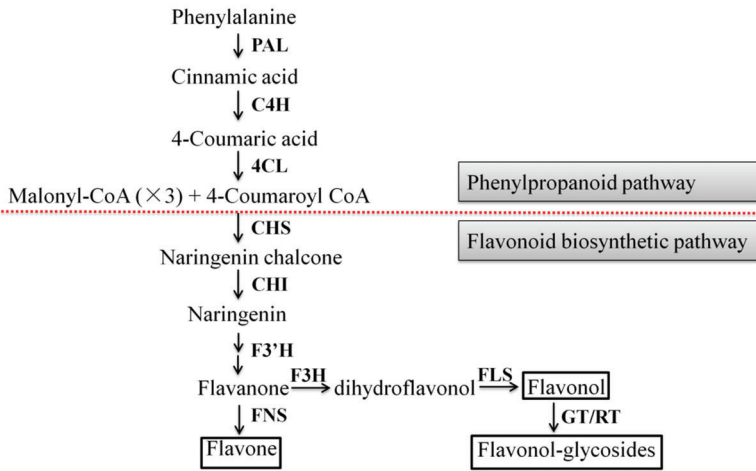 Phenylalanine
PAL
Cinnamic acid
C4H
4-Coumaric acid
4CL
Malonyl-CoA (×3) + 4-Coumaroyl CoA
Phenylpropanoid pathway
CHS
Flavonoid biosynthetic pathway
Naringenin chalcone
CHI
Naringenin
F3’H
Flavanone F3H dihydroflavonol FLS Flavonol
FNS GT/RT
Flavone Flavonol-glycosides